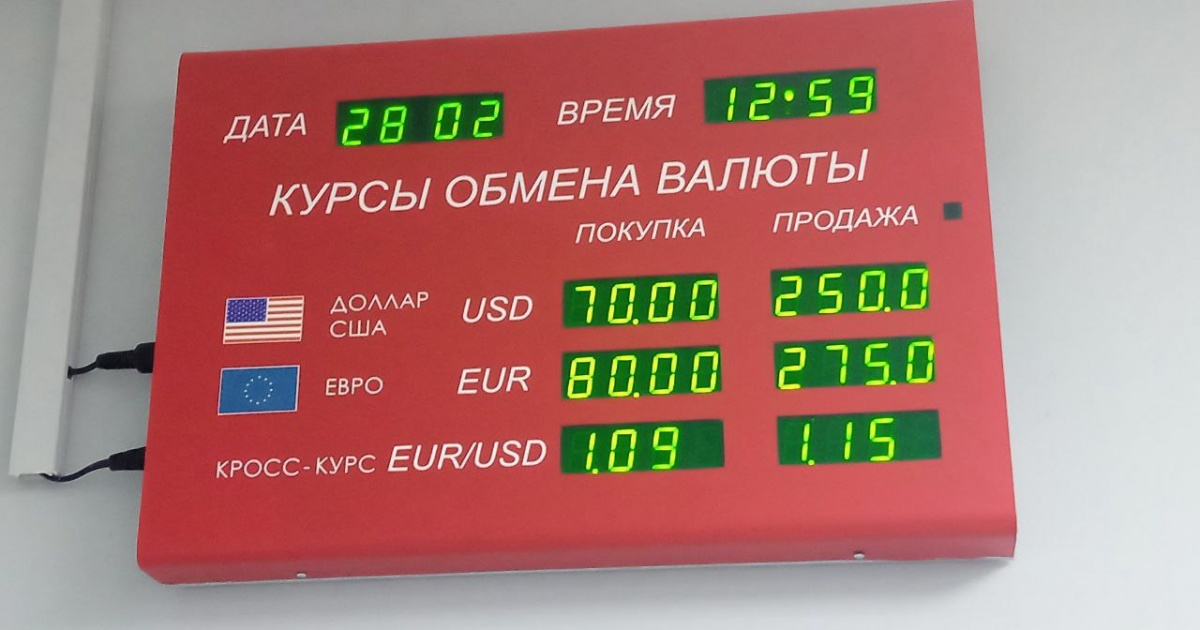 ДАТА 28 02 ВРЕМЯ 12:59
КУРСЫ ОБМЕНА ВАЛЮТЫ
ПОКУПКА ПРОДАЖА
ДОЛЛАР США USD 70.00 250.0
ЕВРО EUR 80.00 275.0
КРОСС-КУРС EUR/USD 1.09 1.15